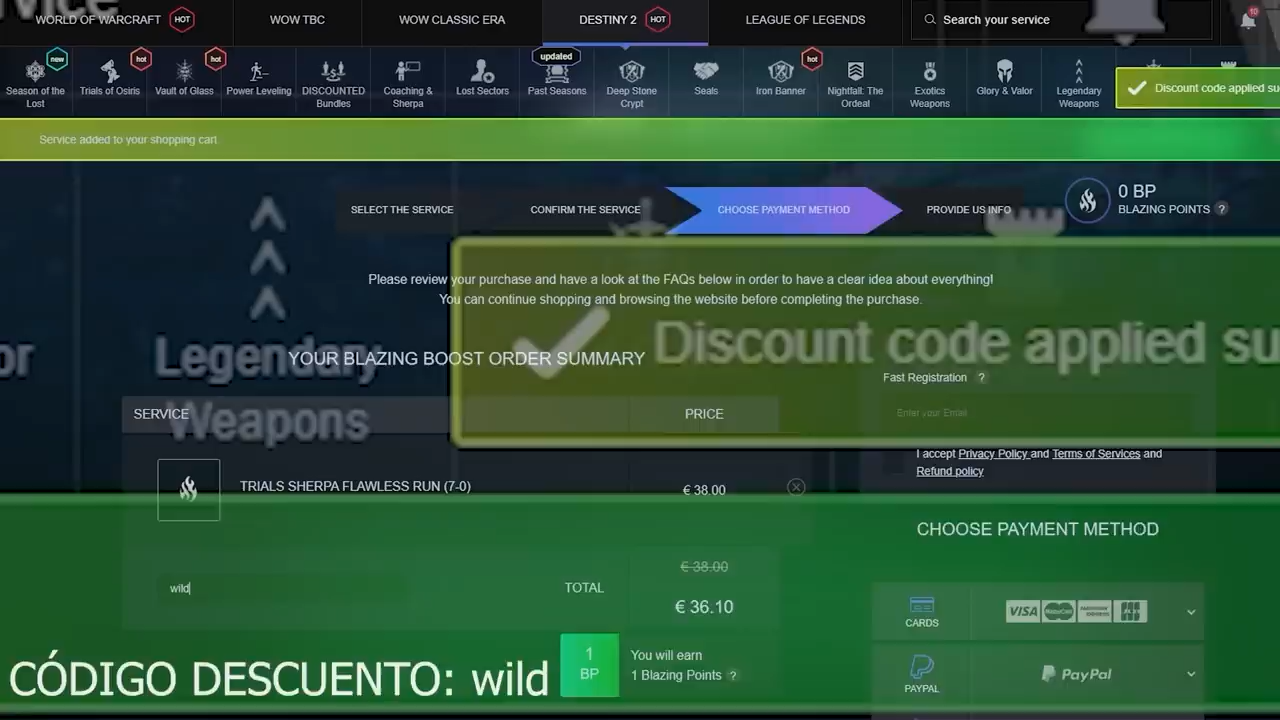 WORLD OF WARCRAFT HOT
WOW TBC
WOW CLASSIC ERA
DESTINY 2 HOT
LEAGUE OF LEGENDS
Search your service
10
new
hot
hot
updated
hot
Season of the
Lost
Trials of Osiris
Vault of Glass
Power Leveling
DISCOUNTED
Bundles
Coaching &
Sherpa
Lost Sectors
Past Seasons
Deep Stone
Crypt
Seals
Iron Banner
Nightfall: The
Ordeal
Exotics
Weapons
Glory & Valor
Legendary
Weapons
Discount code applied su
Service added to your shopping cart.
SELECT THE SERVICE
CONFIRM THE SERVICE
CHOOSE PAYMENT METHOD
PROVIDE US INFO
0 BP
BLAZING POINTS ?
Please review your purchase and have a look at the FAQs below in order to have a clear idea about everything!
You can continue shopping and browsing the website before completing the purchase.
or
Legendary
Weapons
Discount code applied su
YOUR BLAZING BOOST ORDER SUMMARY
Fast Registration ?
Enter your Email
SERVICE
PRICE
I accept Privacy Policy and Terms of Services and
Refund policy
TRIALS SHERPA FLAWLESS RUN (7-0)
€ 38.00
CHOOSE PAYMENT METHOD
wild
TOTAL
€ 38.00
€ 36.10
CARDS
VISA MasterCard AMERICAN EXPRESS JCB
1
BP
You will earn
1 Blazing Points ?
PAYPAL
PayPal
CÓDIGO DESCUENTO: wild